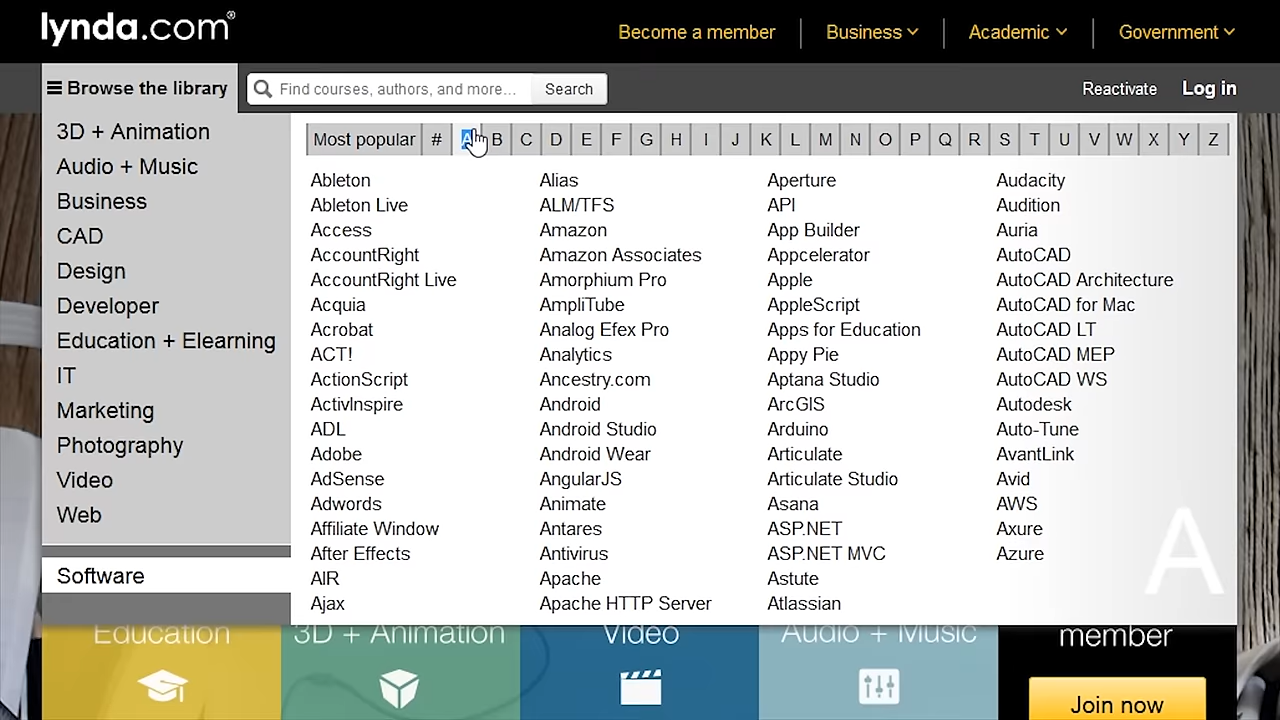 lynda.com®
Become a member
Business
Academic
Government
Browse the library
Find courses, authors, and more...
Search
Reactivate
Log in
3D + Animation
Audio + Music
Business
CAD
Design
Developer
Education + Elearning
IT
Marketing
Photography
Video
Web
Software
Most popular # A B C D E F G H I J K L M N O P Q R S T U V W X Y Z
Ableton
Ableton Live
Access
AccountRight
AccountRight Live
Acquia
Acrobat
ACT!
ActionScript
ActivInspire
ADL
Adobe
AdSense
Adwords
Affiliate Window
After Effects
AIR
Ajax
Alias
ALM/TFS
Amazon
Amazon Associates
Amorphium Pro
AmpliTube
Analog Efex Pro
Analytics
Ancestry.com
Android
Android Studio
Android Wear
AngularJS
Animate
Antares
Antivirus
Apache
Apache HTTP Server
Aperture
API
App Builder
Appcelerator
Apple
AppleScript
Apps for Education
Appy Pie
Aptana Studio
ArcGIS
Arduino
Articulate
Articulate Studio
Asana
ASP.NET
ASP.NET MVC
Astute
Atlassian
Audacity
Audition
Auria
AutoCAD
AutoCAD Architecture
AutoCAD for Mac
AutoCAD LT
AutoCAD MEP
AutoCAD WS
Autodesk
Auto-Tune
AvantLink
Avid
AWS
Axure
Azure
A
Education
3D + Animation
Video
Audio + Music
member
Join now